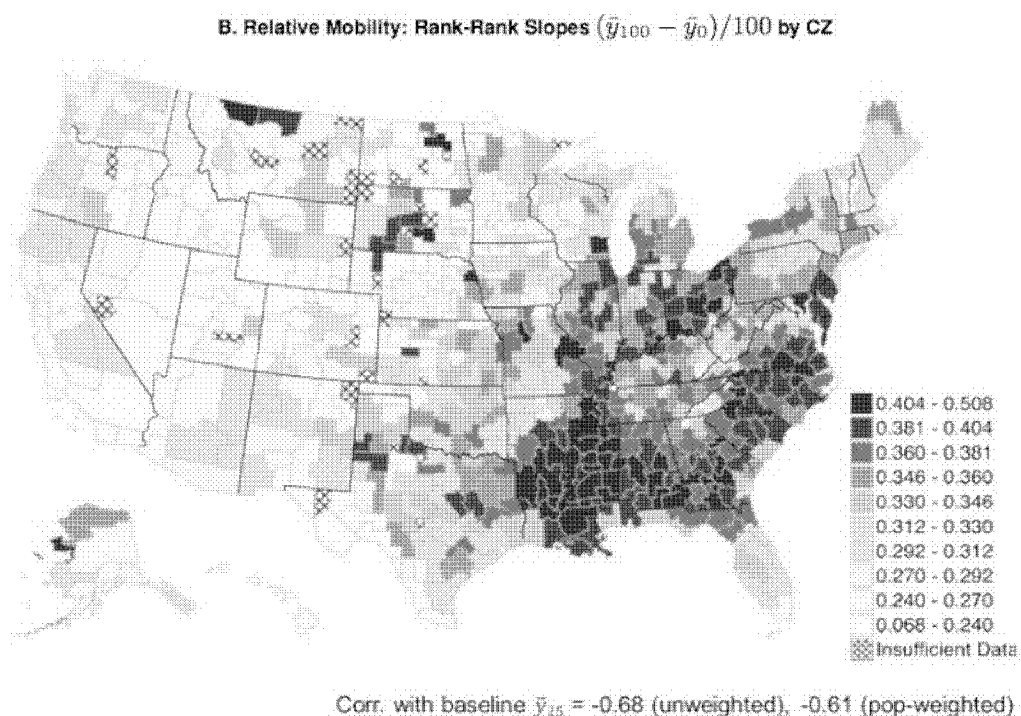 B. Relative Mobility: Rank-Rank Slopes (ȳ₁₀₀ − ȳ₀)/100 by CZ
0.404 - 0.508
0.381 - 0.404
0.360 - 0.381
0.346 - 0.360
0.330 - 0.346
0.312 - 0.330
0.292 - 0.312
0.270 - 0.292
0.240 - 0.270
0.068 - 0.240
Insufficient Data
Corr. with baseline ȳ₂₅ = -0.68 (unweighted), -0.61 (pop-weighted)